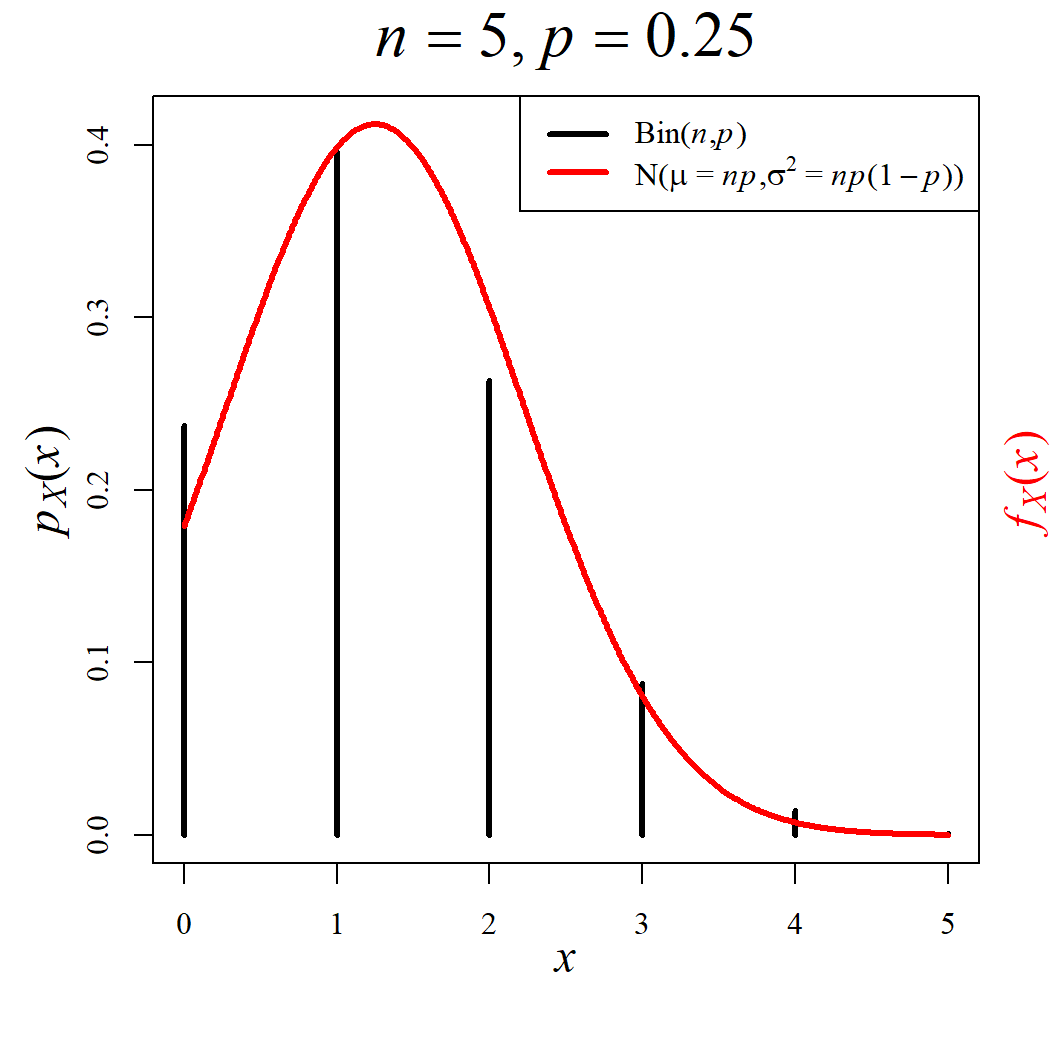 n = 5, p = 0.25
Bin(n,p)
N(μ = np,σ² = np(1 − p))
0.4
0.3
0.2
0.1
0.0
p_X(x)
f_X(x)
0 1 2 3 4 5
x